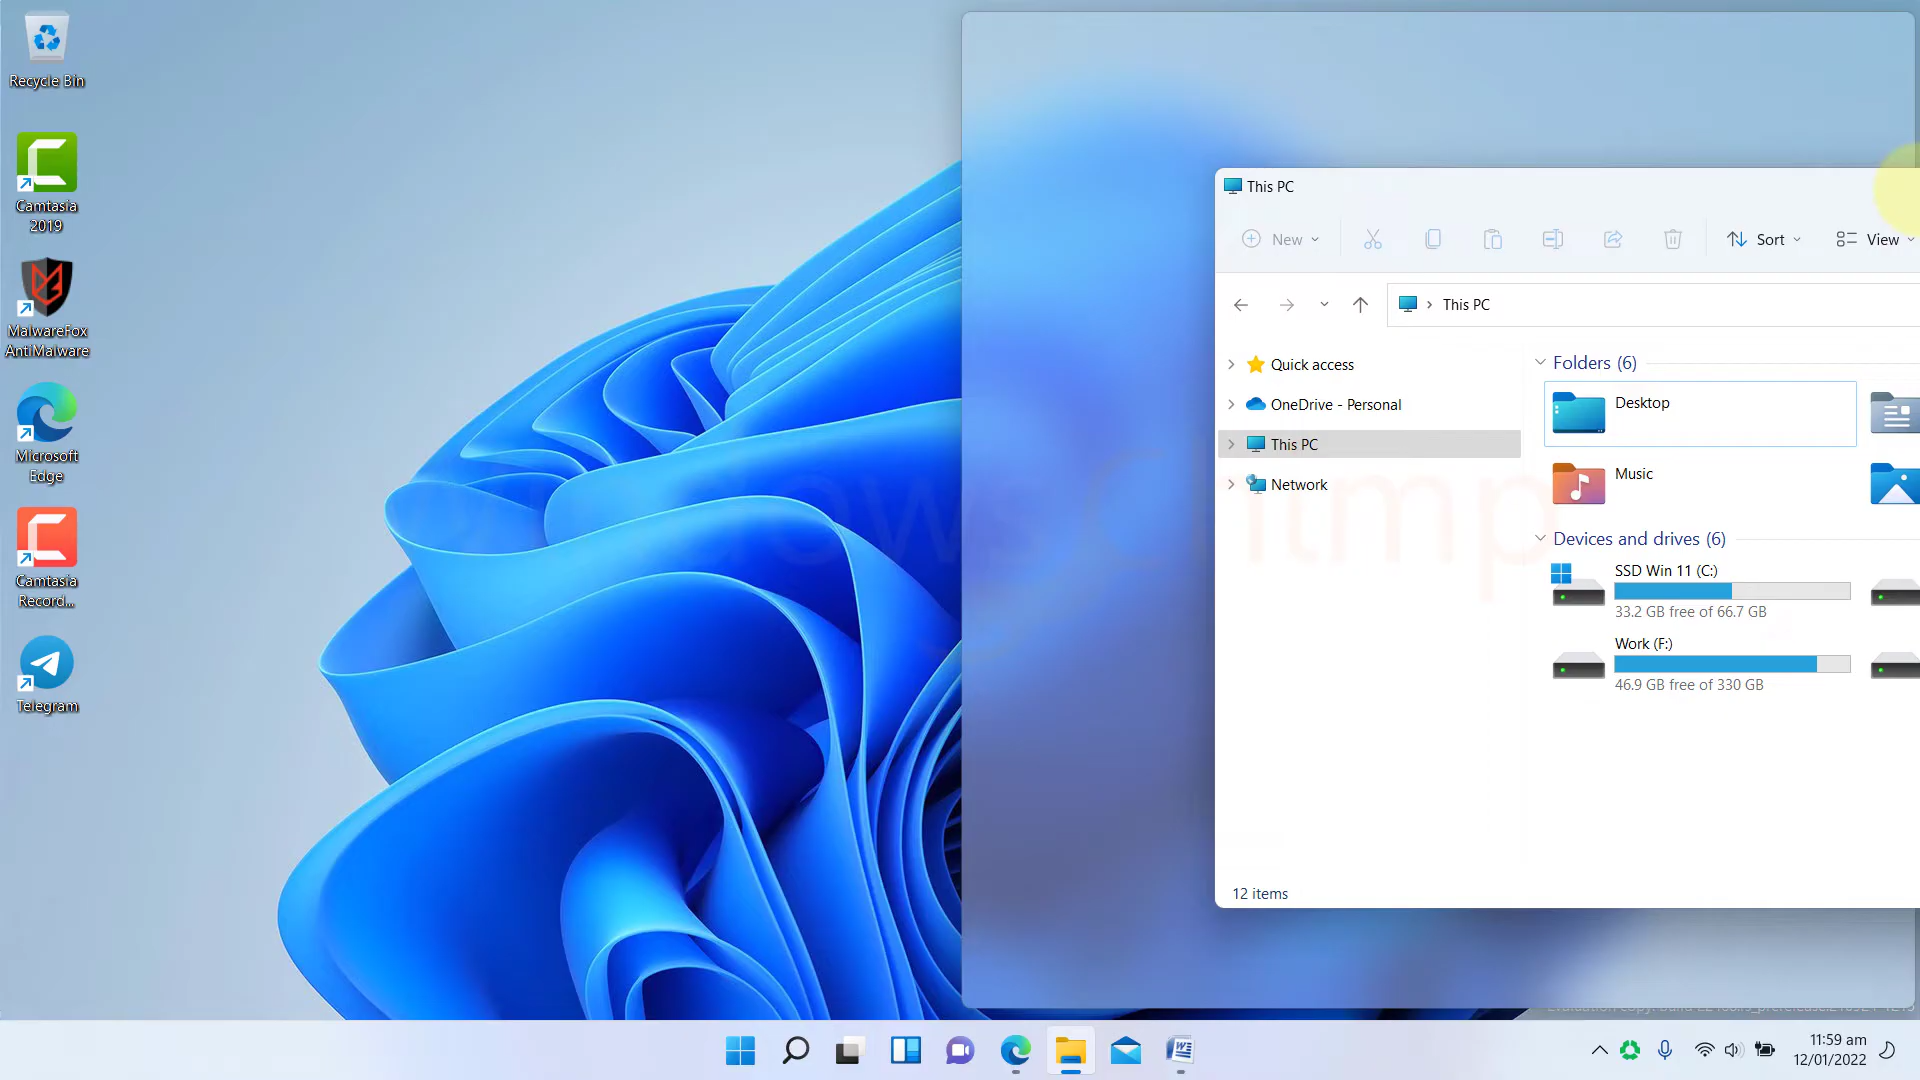 Recycle Bin
Camtasia
2019
MalwareFox
AntiMalware
Microsoft
Edge
Camtasia
Record...
Telegram
This PC
New
Sort
View
This PC
Quick access
OneDrive - Personal
This PC
Network
Folders (6)
Desktop
Music
Devices and drives (6)
SSD Win 11 (C:)
33.2 GB free of 66.7 GB
Work (F:)
46.9 GB free of 330 GB
12 items
11:59 am
12/01/2022